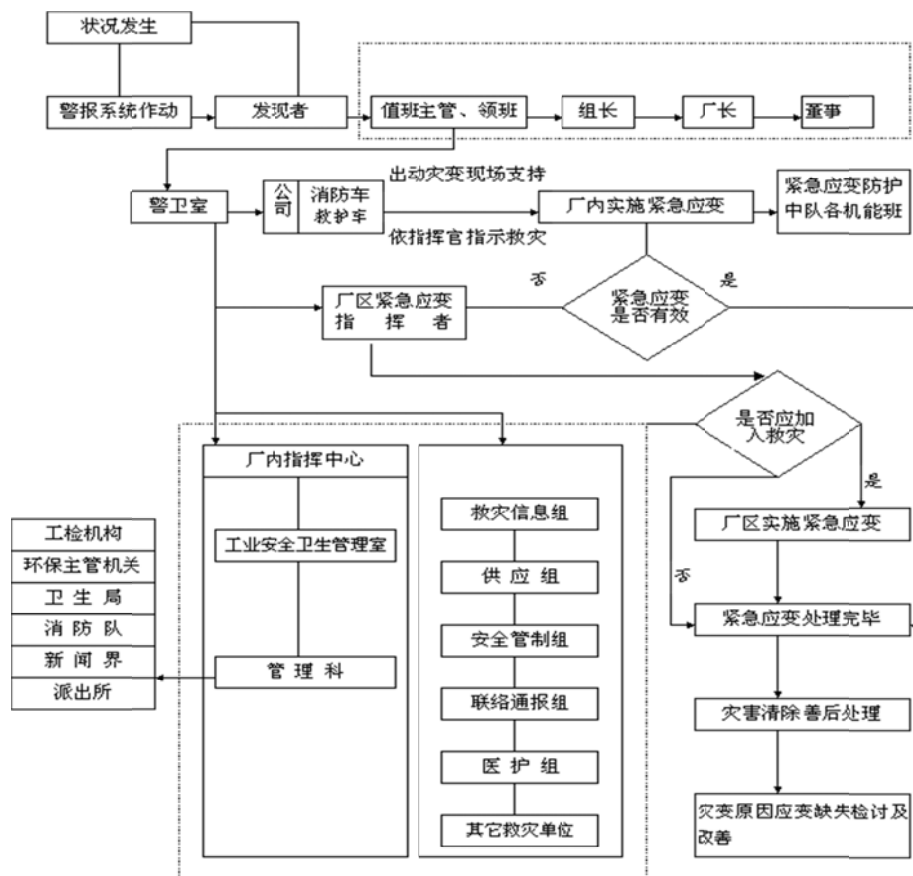 状况发生
警报系统作动
发现者
值班主管、领班
组长
厂长
董事
警卫室
公司
消防车
救护车
出动灾变现场支持
依指挥官指示救灾
厂内实施紧急应变
紧急应变防护
中队各机能班
厂区紧急应变
指 挥 者
否
紧急应变
是否有效
是
是否应加
入救灾
是
否
厂内指挥中心
工业安全卫生管理室
管 理 科
工检机构
环保主管机关
卫 生 局
消 防 队
新 闻 界
派出所
救灾信息组
供 应 组
安全管制组
联络通报组
医 护 组
其它救灾单位
厂区实施紧急应变
紧急应变处理完毕
灾害清除善后处理
灾变原因应变缺失检讨及
改善